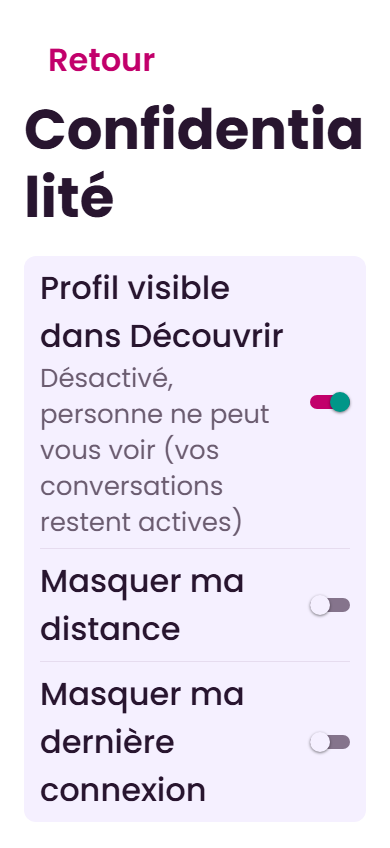 Retour
Confidentia
lité
Profil visible
dans Découvrir
Désactivé,
personne ne peut
vous voir (vos
conversations
restent actives)
Masquer ma
distance
Masquer ma
dernière
connexion